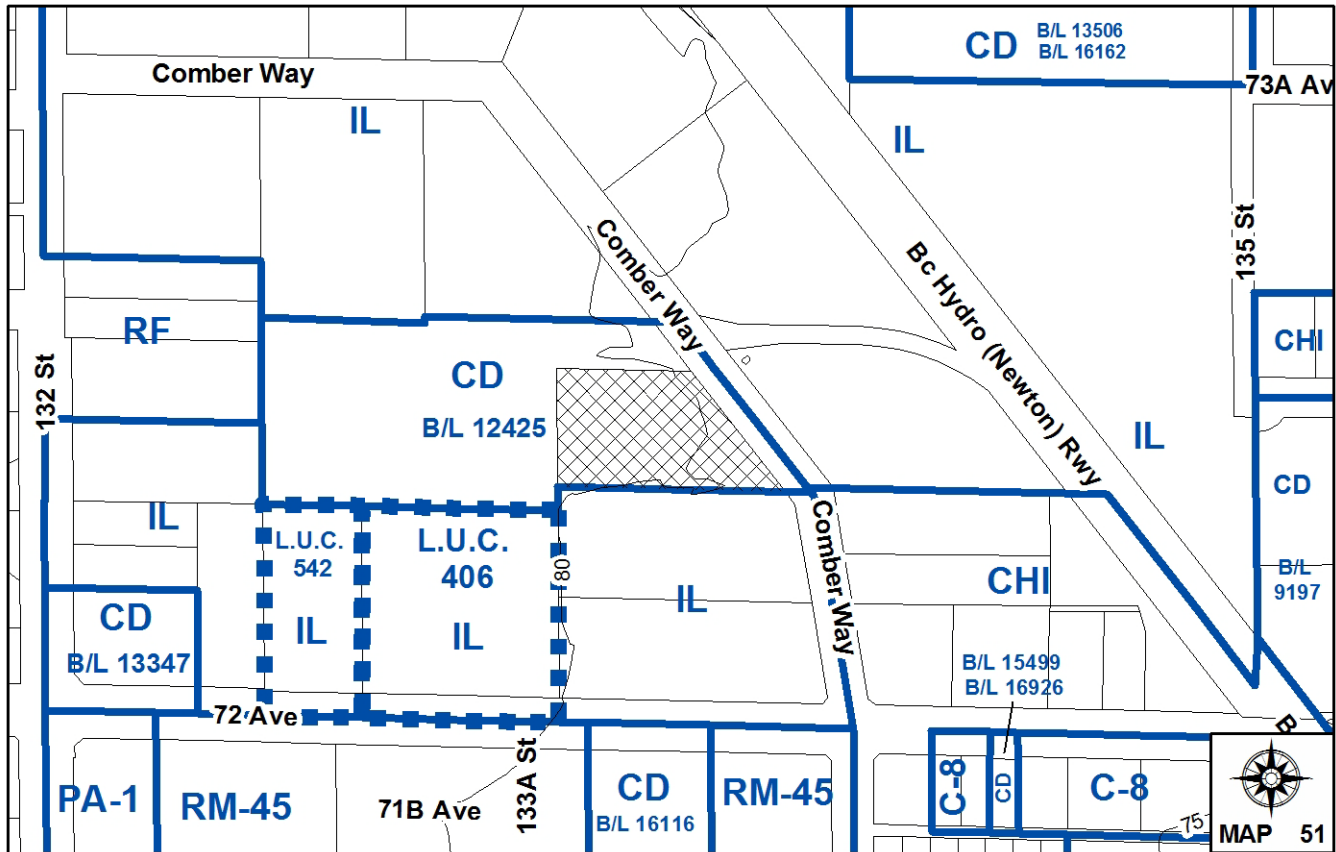 CD
B/L 13506
B/L 16162
Comber Way
73A Av
IL
IL
135 St
Comber Way
Bc Hydro (Newton) Rwy
RF
CHI
132 St
CD
B/L 12425
IL
CD
IL
L.U.C.
542
L.U.C.
406
80
Comber Way
B/L
9197
CHI
IL
CD
B/L 13347
IL
IL
B/L 15499
B/L 16926
72 Ave
B
133A St
PA-1
RM-45
71B Ave
CD
B/L 16116
RM-45
C-8
CD
C-8
75
MAP 51